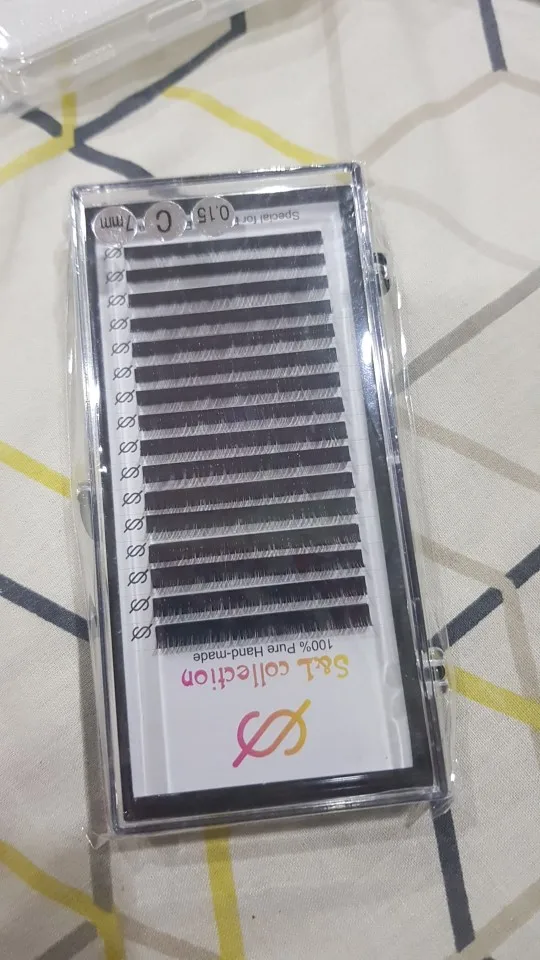 S&L collection
100% Pure Hand-made
Special for
0.15
C
7mm